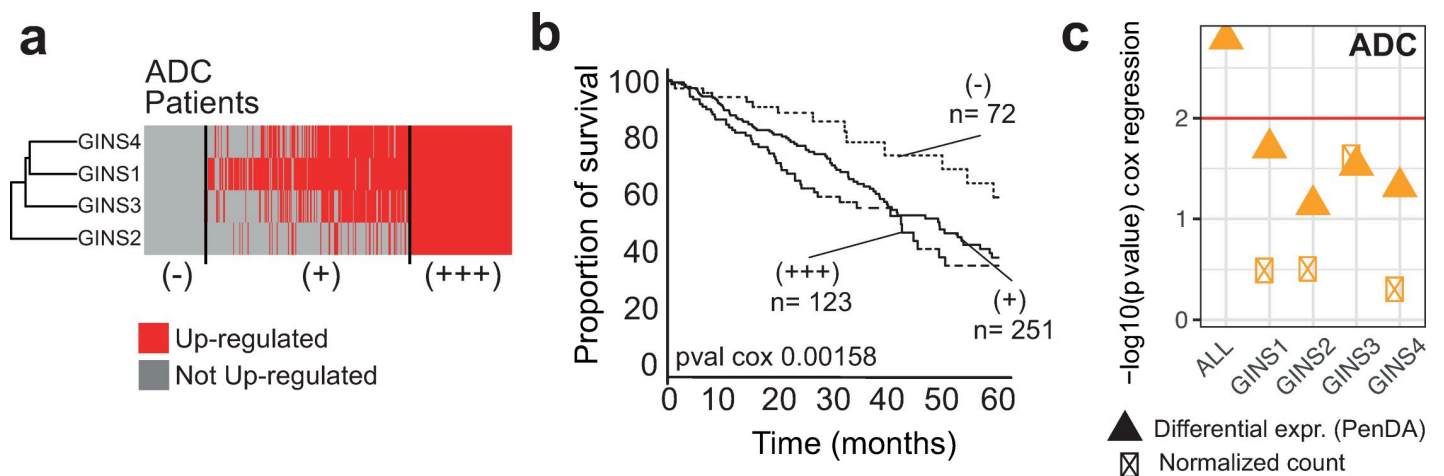 a
ADC
Patients
GINS4
GINS1
GINS3
GINS2
(-)
(+)
(+++)
Up-regulated
Not Up-regulated
b
Proportion of survival
100
80
60
40
20
0
(-)
n= 72
(+++)
n= 123
(+)
n= 251
pval cox 0.00158
0 10 20 30 40 50 60
Time (months)
c
−log10(p value) cox regression
ADC
2
1
0
ALL
GINS1
GINS2
GINS3
GINS4
Differential expr. (PenDA)
Normalized count